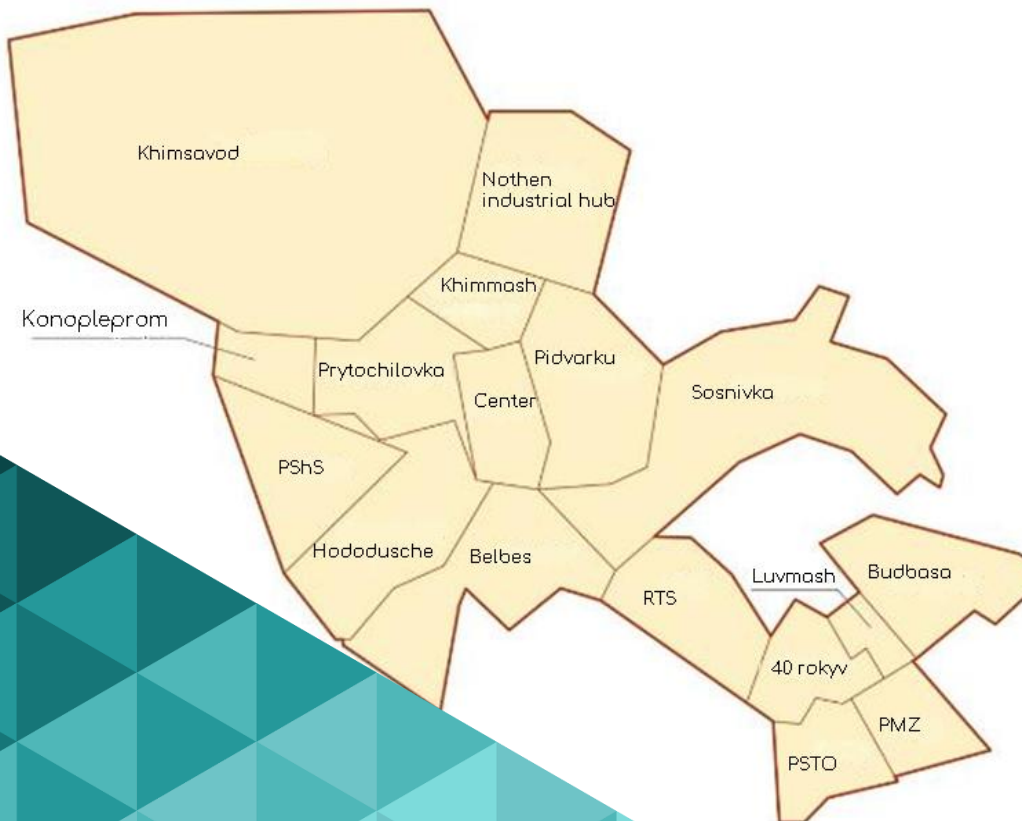 Khimsavod
Nothen
industrial hub
Khimmash
Konopleprom
Prytochilovka
Pidvarku
Center
Sosnivka
PShS
Hododusche
Belbes
Luvmash
Budbasa
RTS
40 rokyv
PMZ
PSTO